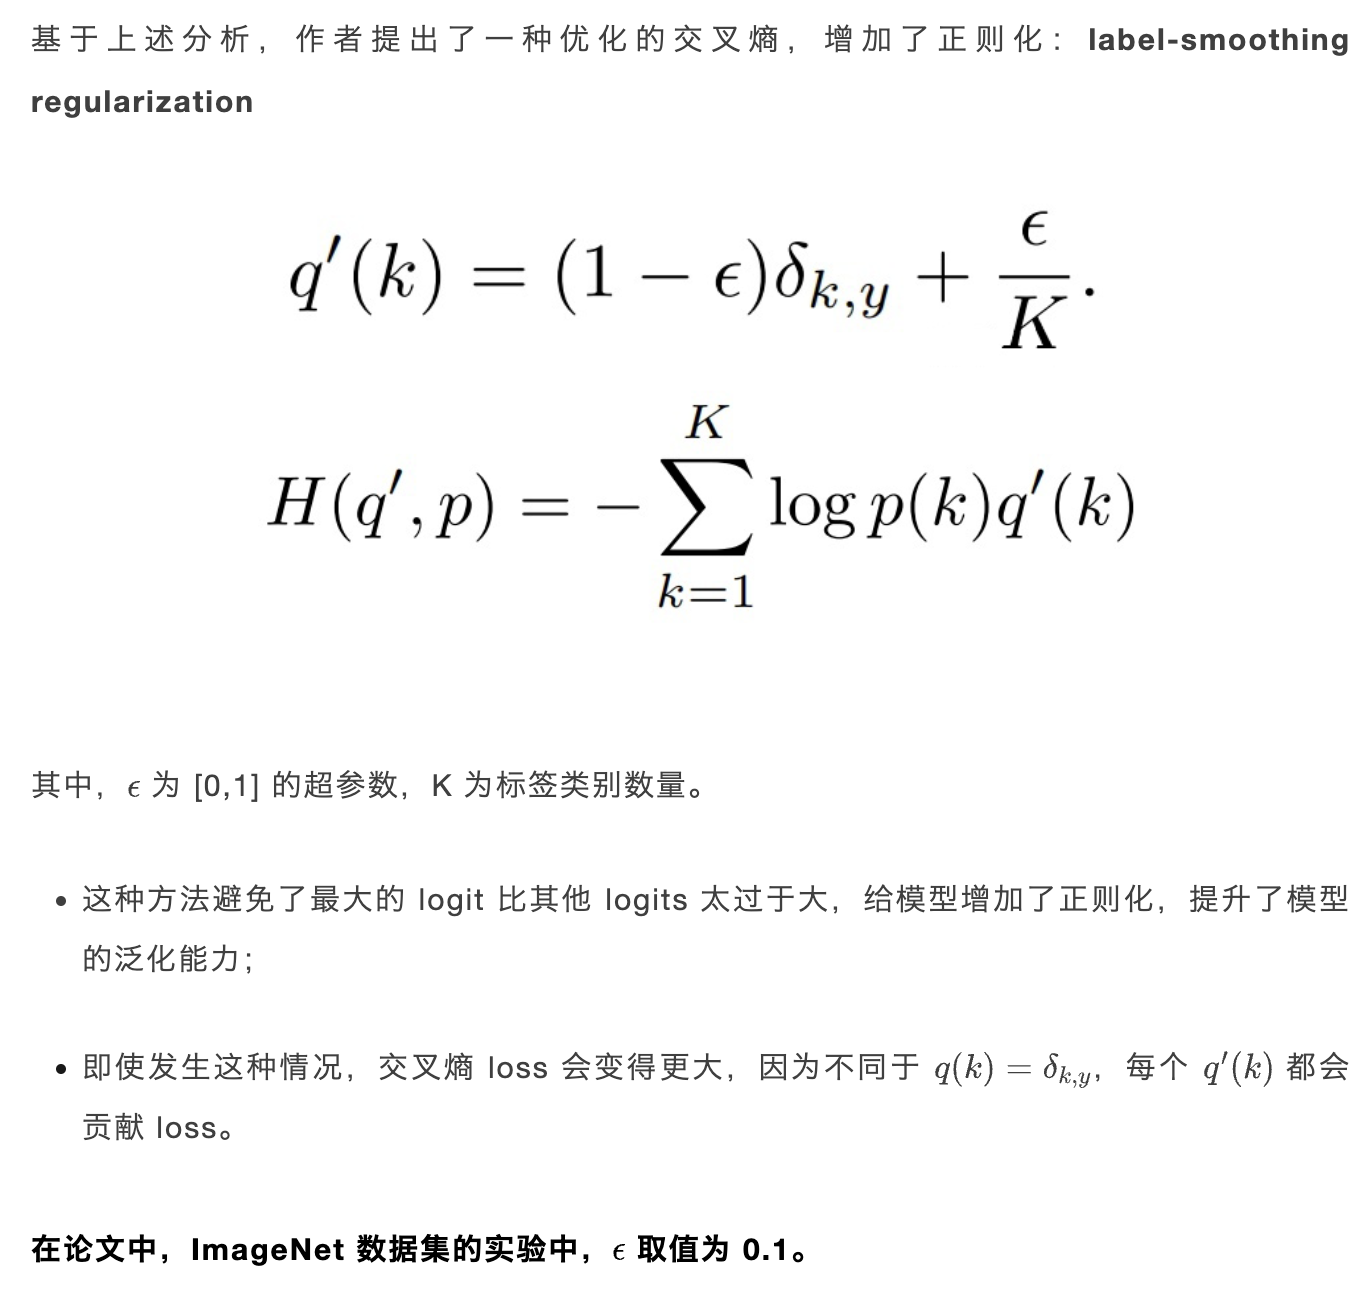 基于上述分析，作者提出了一种优化的交叉熵，增加了正则化：label-smoothing
regularization
q′(k) = (1 − ϵ)δ_{k,y} + \frac{ϵ}{K}.
H(q′, p) = − \sum_{k=1}^{K} log p(k)q′(k)
其中，ϵ 为 [0,1] 的超参数，K 为标签类别数量。
• 这种方法避免了最大的 logit 比其他 logits 太过于大，给模型增加了正则化，提升了模型
的泛化能力；
• 即使发生这种情况，交叉熵 loss 会变得更大，因为不同于 q(k) = δ_{k,y}，每个 q′(k) 都会
贡献 loss。
在论文中，ImageNet 数据集的实验中，ϵ 取值为 0.1。